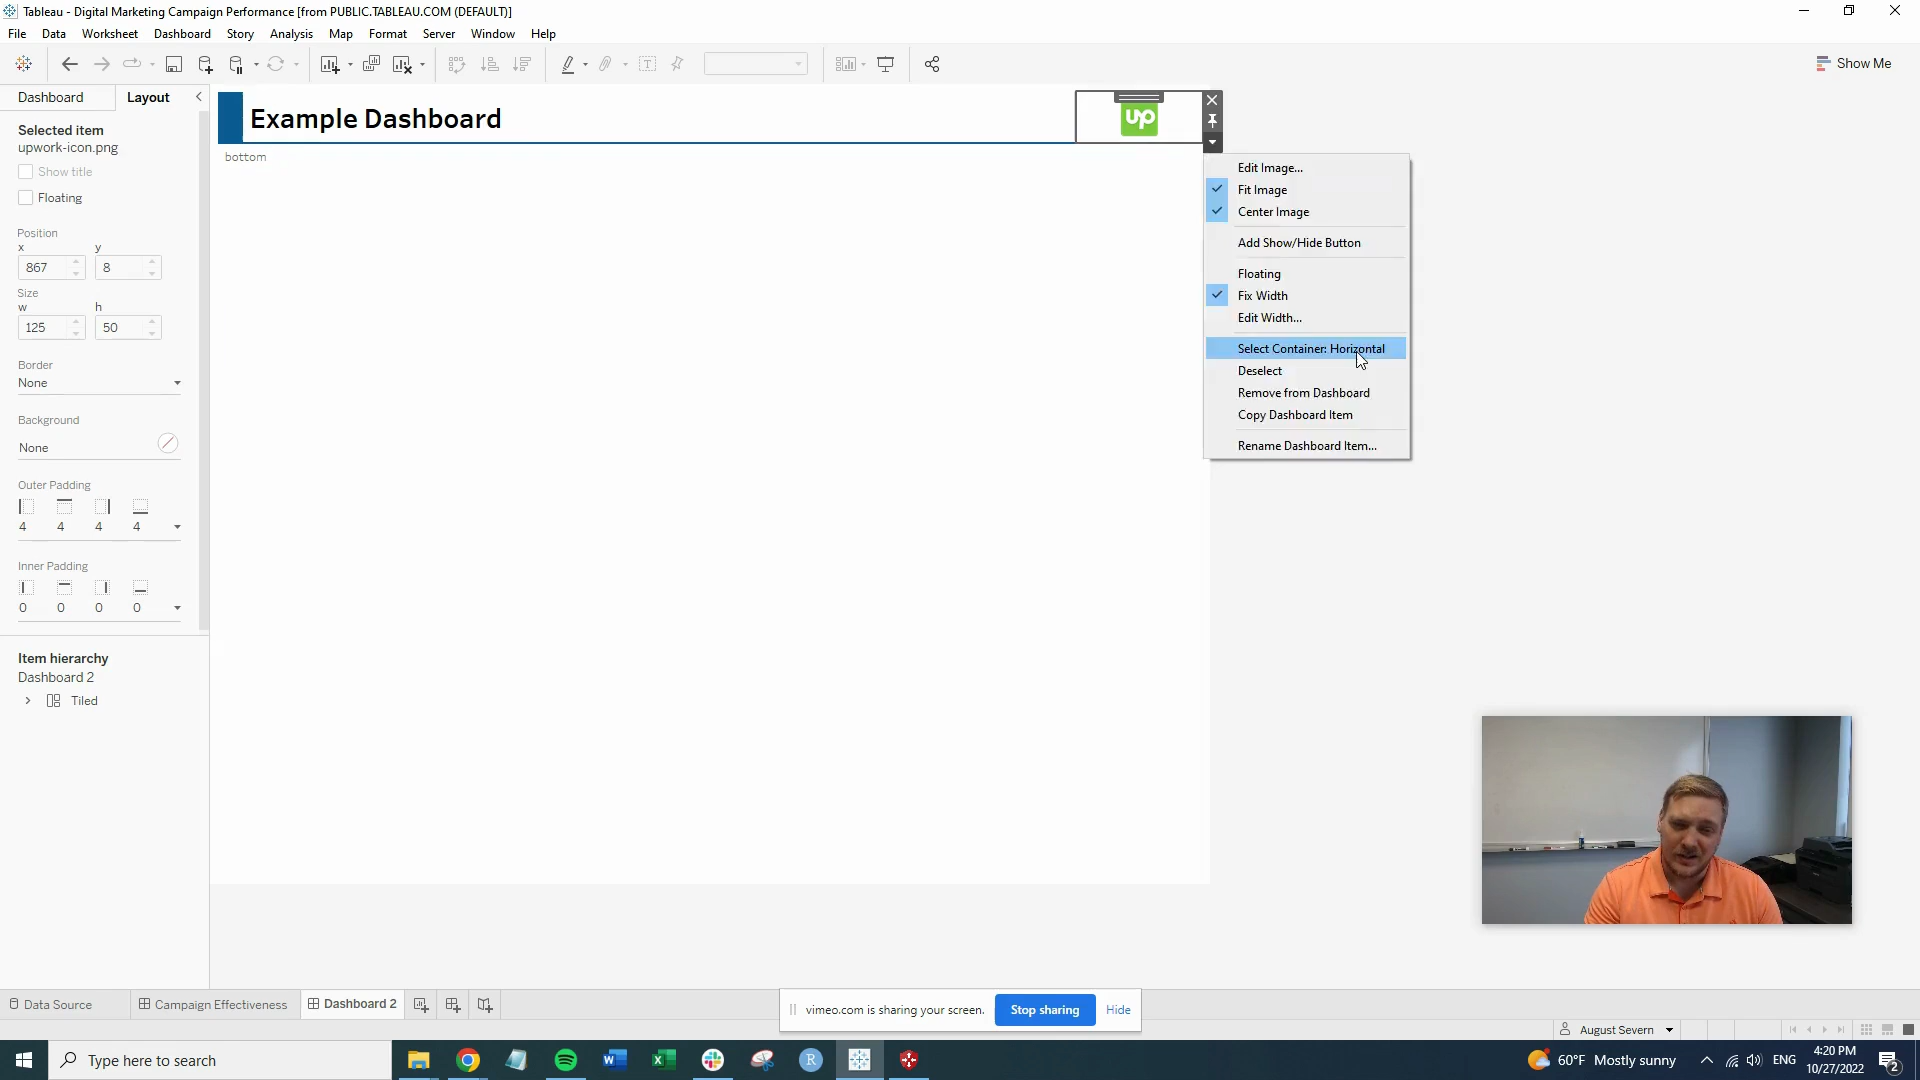 Tableau - Digital Marketing Campaign Performance [from PUBLIC.TABLEAU.COM (DEFAULT)]
File Data Worksheet Dashboard Story Analysis Map Format Server Window Help
Show Me
Dashboard Layout
Selected item
upwork-icon.png
Show title
Floating
Position
x y
867 8
Size
w h
125 50
Border
None
Background
None
Outer Padding
4 4 4 4
Inner Padding
0 0 0 0
Item hierarchy
Dashboard 2
Tiled
Example Dashboard
up
bottom
Edit Image...
Fit Image
Center Image
Add Show/Hide Button
Floating
Fix Width
Edit Width...
Select Container: Horizontal
Deselect
Remove from Dashboard
Copy Dashboard Item
Rename Dashboard Item...
Data Source Campaign Effectiveness Dashboard 2
vimeo.com is sharing your screen. Stop sharing Hide
August Severn
Type here to search
60°F Mostly sunny
ENG
4:20 PM
10/27/2022
2